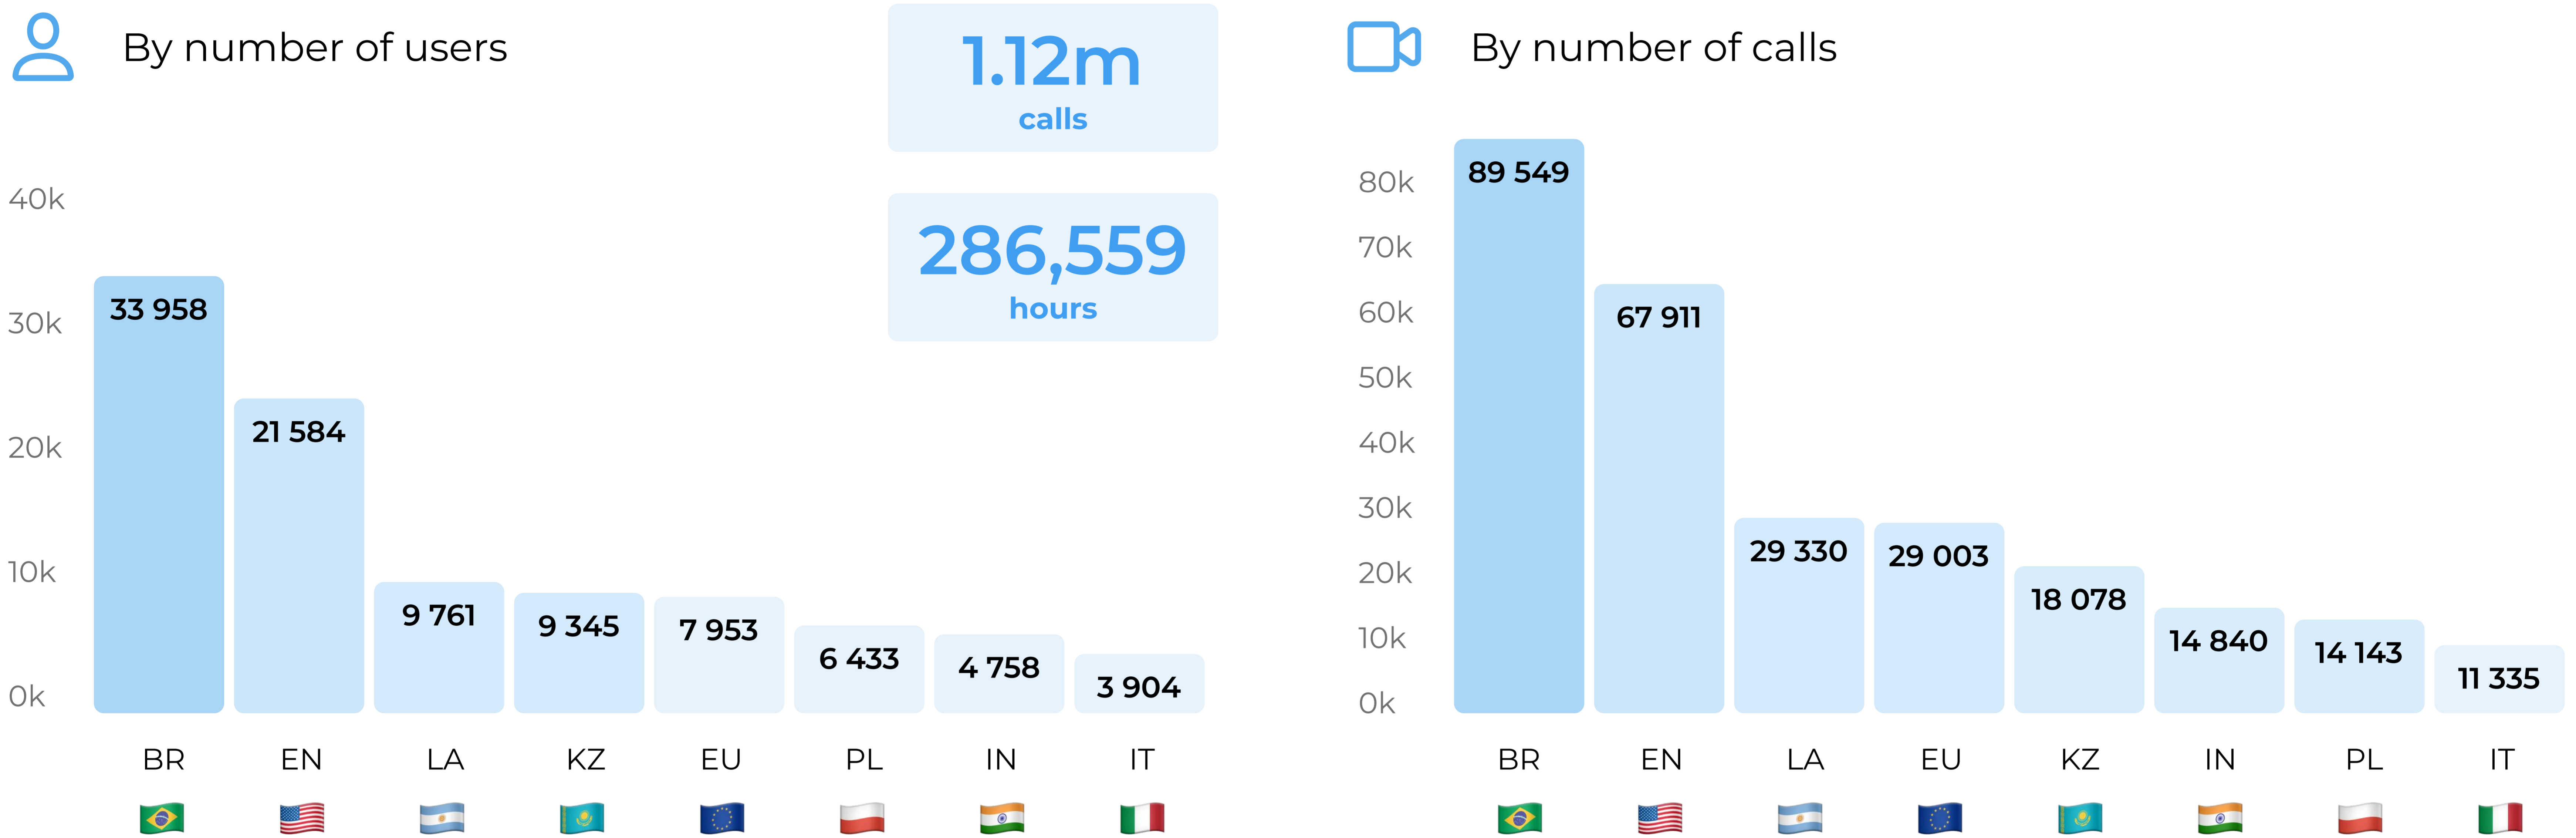 By number of users
1.12m
calls
286,559
hours
40k
30k
20k
10k
0k
33 958
21 584
9 761
9 345
7 953
6 433
4 758
3 904
BR EN LA KZ EU PL IN IT
By number of calls
80k
70k
60k
50k
40k
30k
20k
10k
0k
89 549
67 911
29 330
29 003
18 078
14 840
14 143
11 335
BR EN LA EU KZ IN PL IT